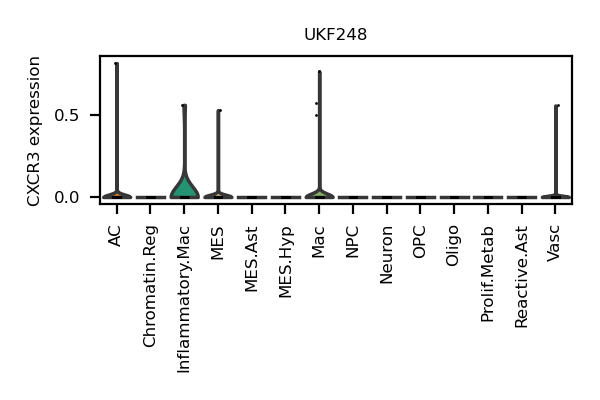 UKF248
CXCR3 expression
0.5
0.0
AC
Chromatin.Reg
Inflammatory.Mac
MES
MES.Ast
MES.Hyp
Mac
NPC
Neuron
OPC
Oligo
Prolif.Metab
Reactive.Ast
Vasc